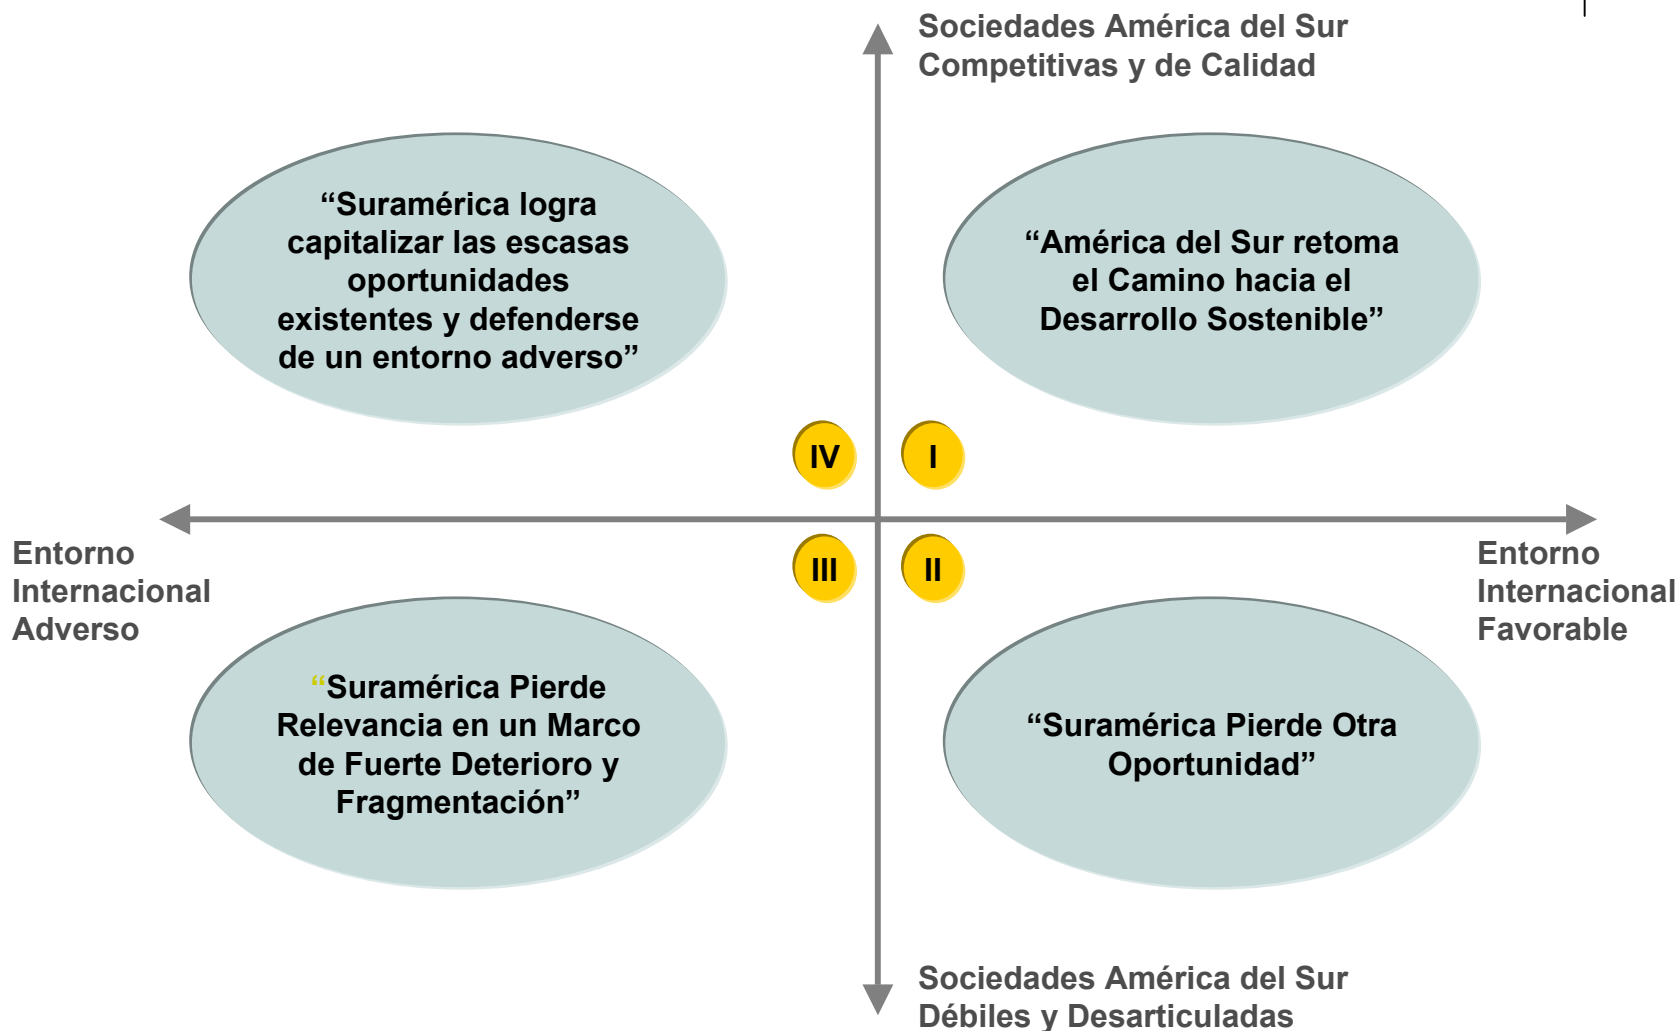 Sociedades América del Sur
Competitivas y de Calidad
“Suramérica logra
capitalizar las escasas
oportunidades
existentes y defenderse
de un entorno adverso”
“América del Sur retoma
el Camino hacia el
Desarrollo Sostenible”
IV
I
Entorno
Internacional
Adverso
Entorno
Internacional
Favorable
III
II
“Suramérica Pierde
Relevancia en un Marco
de Fuerte Deterioro y
Fragmentación”
“Suramérica Pierde Otra
Oportunidad”
Sociedades América del Sur
Débiles y Desarticuladas